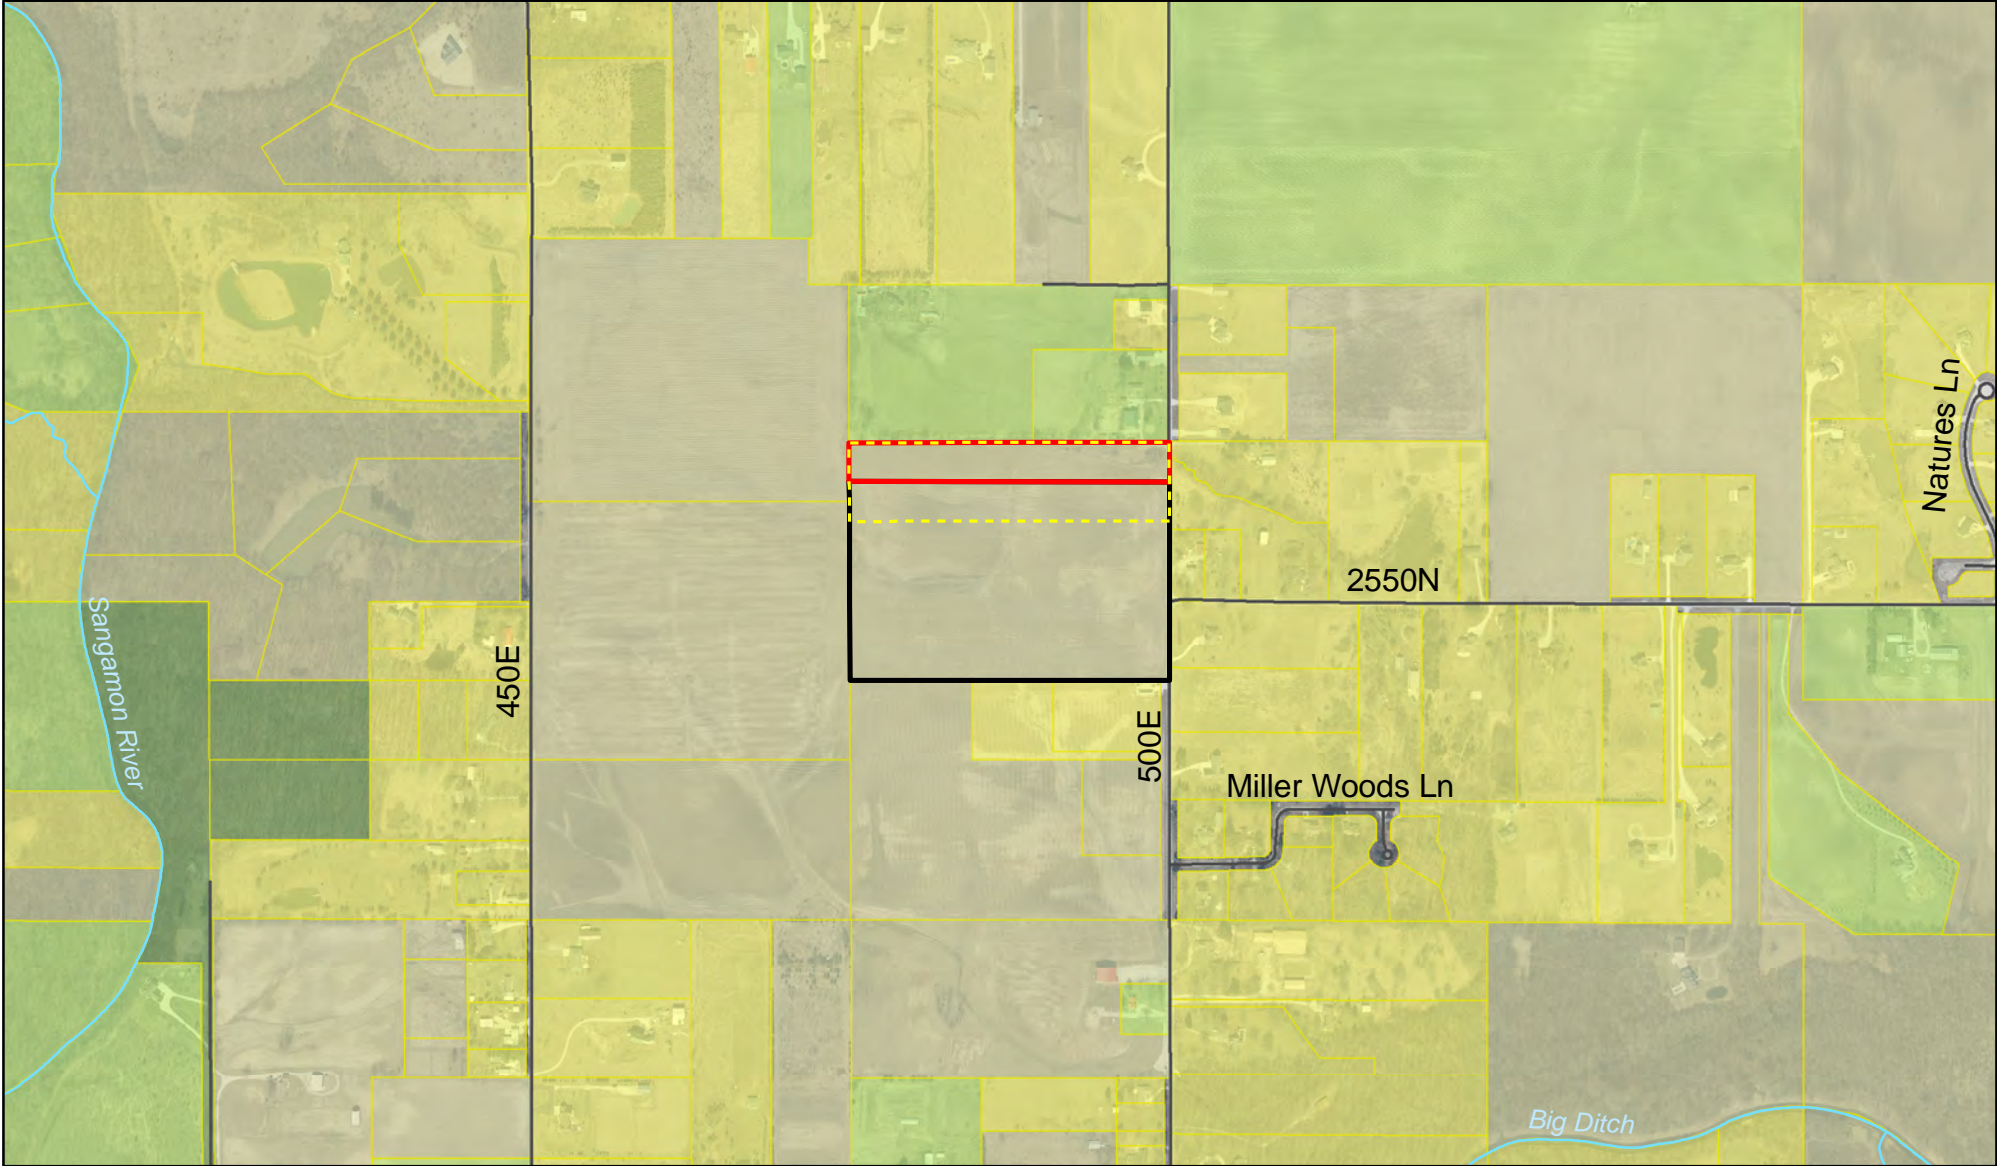 Natures Ln
2550N
Sangamon River
450E
500E
Miller Woods Ln
Big Ditch